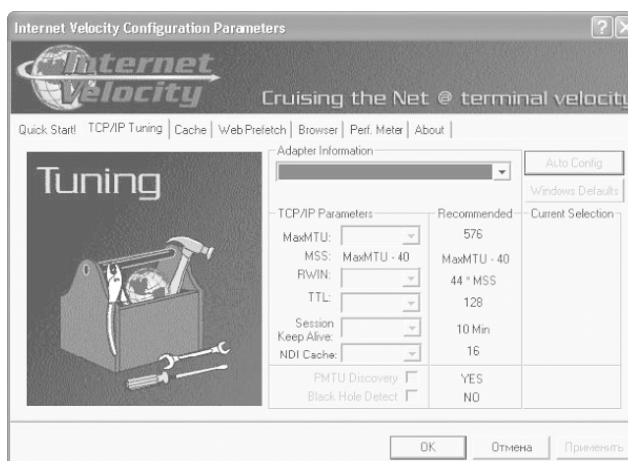 Internet Velocity Configuration Parameters
Internet
Velocity
Cruising the Net @ terminal velocity
Quick Start! TCP/IP Tuning Cache Web Prefetch Browser Perf. Meter About
Tuning
Adapter Information
Auto Config
Windows Defaults
TCP/IP Parameters Recommended Current Selection
MaxMTU: 576
MSS: MaxMTU - 40 MaxMTU - 40
RWIN: 44 * MSS
TTL: 128
Session
Keep Alive: 10 Min
NDI Cache: 16
PMTU Discovery YES
Black Hole Detect NO
OK Отмена Применить